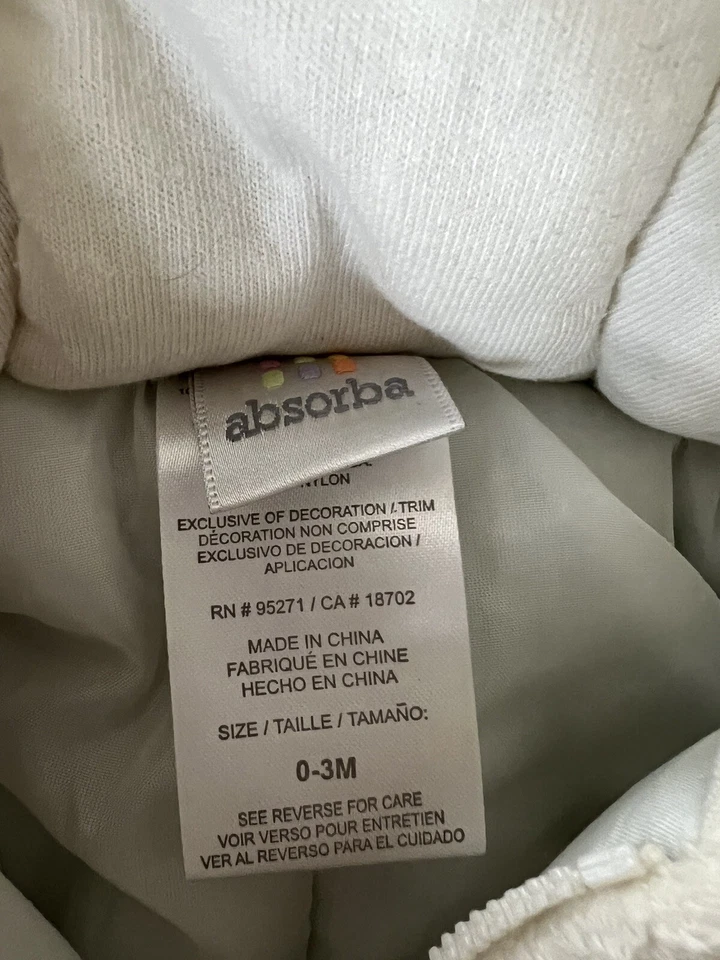 absorba
NYLON
EXCLUSIVE OF DECORATION / TRIM
DÉCORATION NON COMPRISE
EXCLUSIVO DE DECORACION /
APLICACION
RN # 95271 / CA # 18702
MADE IN CHINA
FABRIQUÉ EN CHINE
HECHO EN CHINA
SIZE / TAILLE / TAMAÑO:
0-3M
SEE REVERSE FOR CARE
VOIR VERSO POUR ENTRETIEN
VER AL REVERSO PARA EL CUIDADO